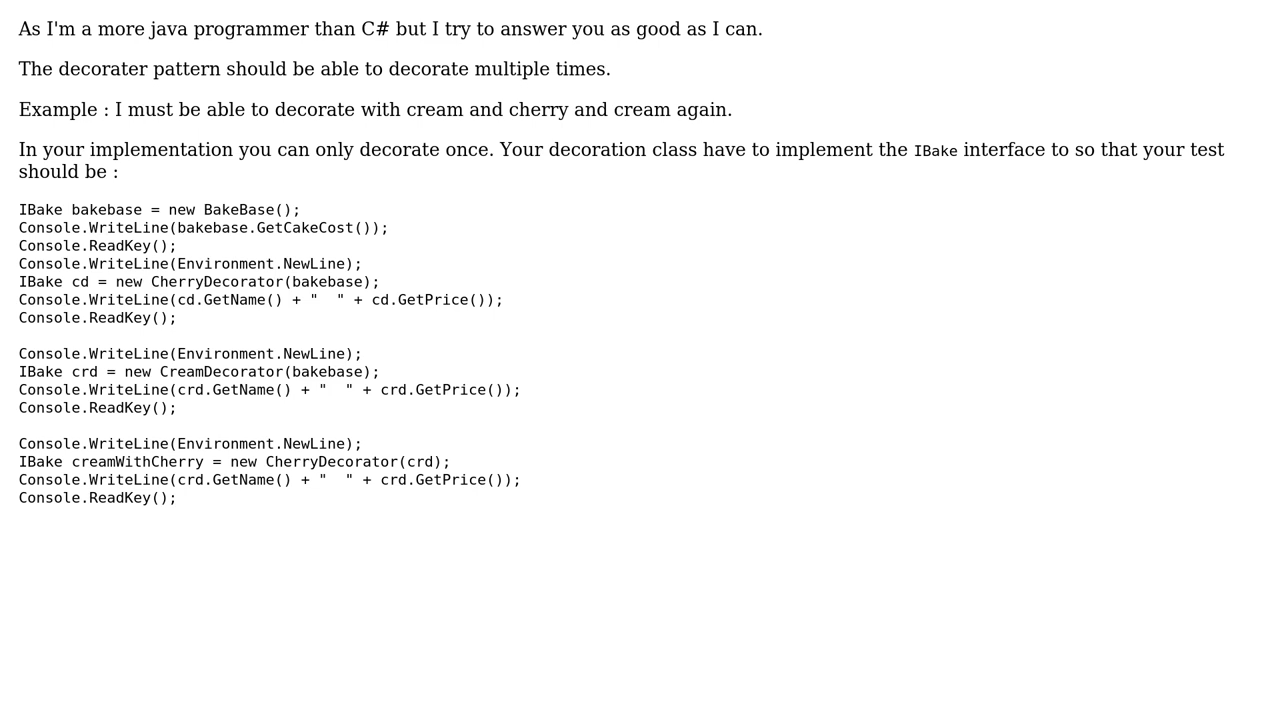 As I'm a more java programmer than C# but I try to answer you as good as I can.
The decorater pattern should be able to decorate multiple times.
Example : I must be able to decorate with cream and cherry and cream again.
In your implementation you can only decorate once. Your decoration class have to implement the IBake interface to so that your test
should be :
IBake bakebase = new BakeBase();
Console.WriteLine(bakebase.GetCakeCost());
Console.ReadKey();
Console.WriteLine(Environment.NewLine);
IBake cd = new CherryDecorator(bakebase);
Console.WriteLine(cd.GetName() + "  " + cd.GetPrice());
Console.ReadKey();

Console.WriteLine(Environment.NewLine);
IBake crd = new CreamDecorator(bakebase);
Console.WriteLine(crd.GetName() + "  " + crd.GetPrice());
Console.ReadKey();

Console.WriteLine(Environment.NewLine);
IBake creamWithCherry = new CherryDecorator(crd);
Console.WriteLine(crd.GetName() + "  " + crd.GetPrice());
Console.ReadKey();